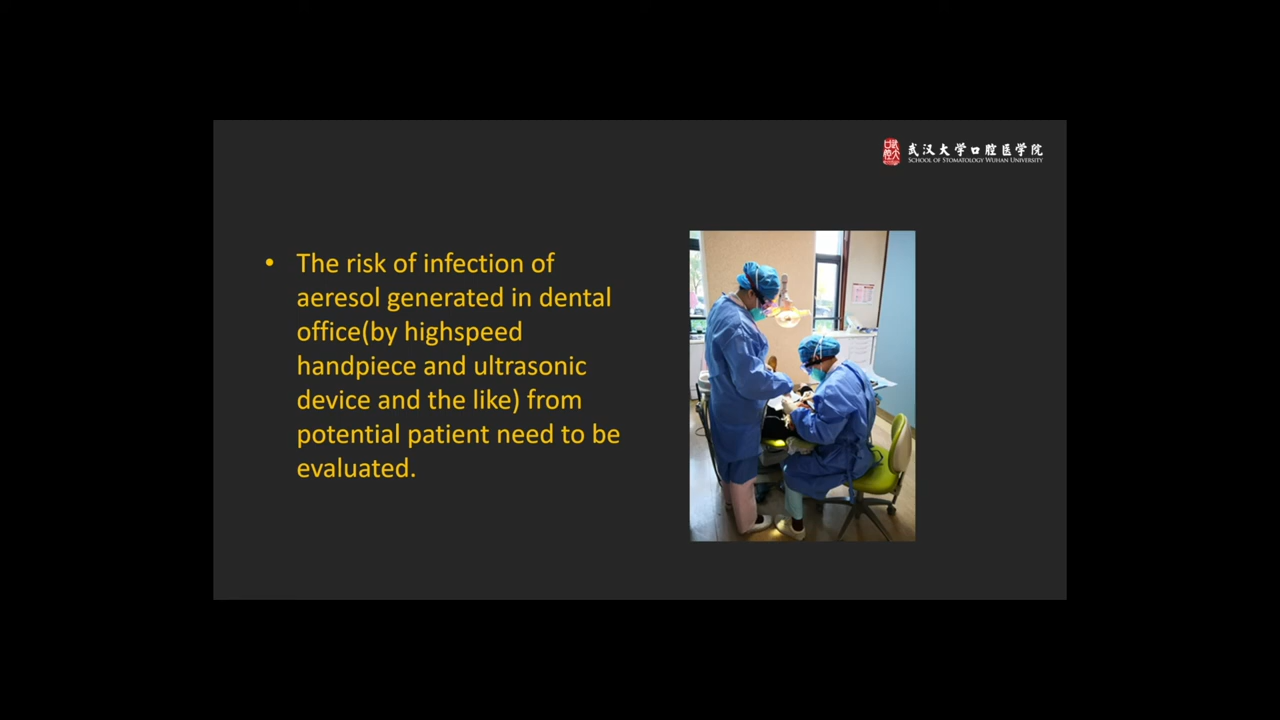 武汉大学口腔医学院
SCHOOL OF STOMATOLOGY WUHAN UNIVERSITY
• The risk of infection of
aeresol generated in dental
office(by highspeed
handpiece and ultrasonic
device and the like) from
potential patient need to be
evaluated.